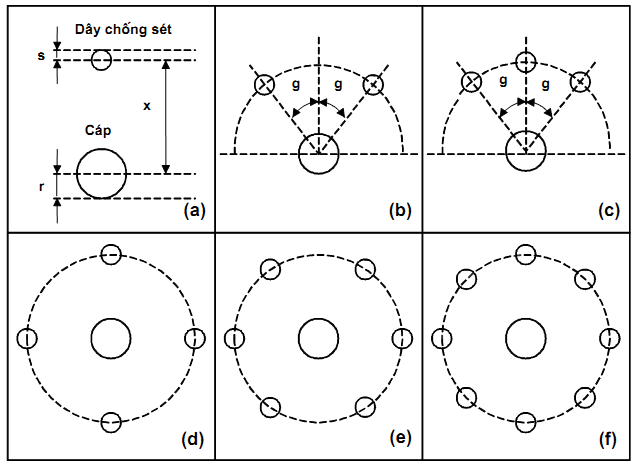 Dây chống sét
s
x
Cáp
r
(a)
g g
(b)
g g
(c)
(d)
(e)
(f)